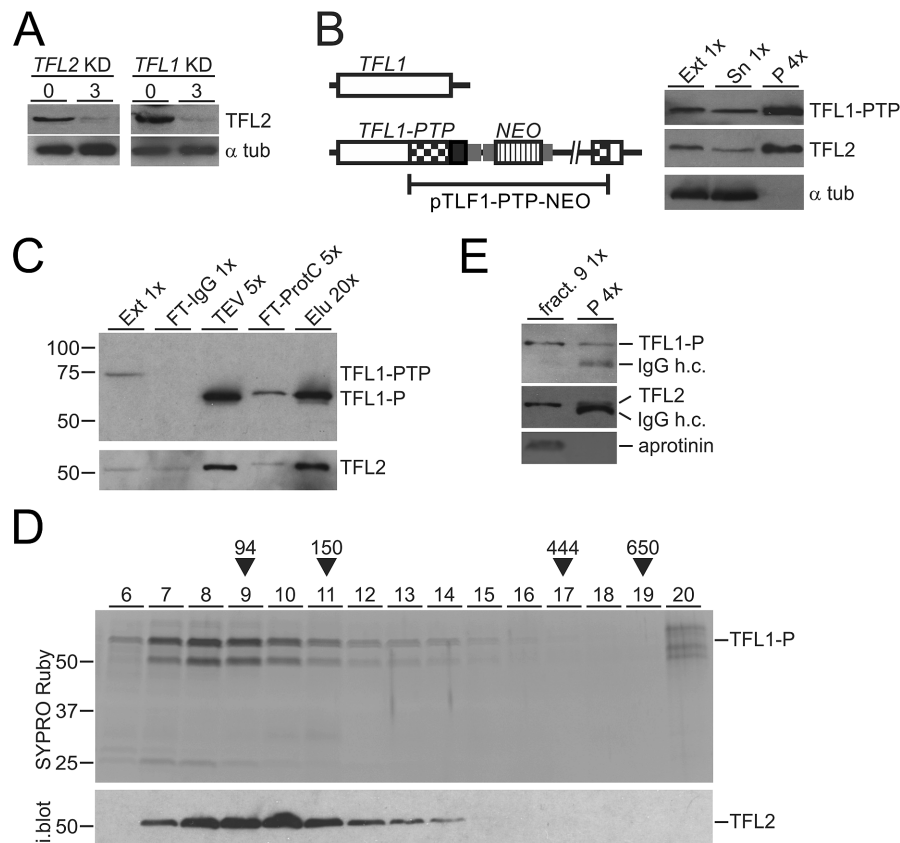 A
TFL2 KD TFL1 KD
0 3 0 3
TFL2
α tub
B
TFL1
TFL1-PTP NEO
pTLF1-PTP-NEO
Ext 1x Sn 1x P 4x
TFL1-PTP
TFL2
α tub
C
Ext 1x FT-IgG 1x TEV 5x FT-ProtC 5x Elu 20x
100
75
50
TFL1-PTP
TFL1-P
50
TFL2
E
fract. 9 1x P 4x
TFL1-P
IgG h.c.
TFL2
IgG h.c.
aprotinin
D
94 150 444 650
6 7 8 9 10 11 12 13 14 15 16 17 18 19 20
SYPRO Ruby
50
37
25
TFL1-P
i.blot
50
TFL2